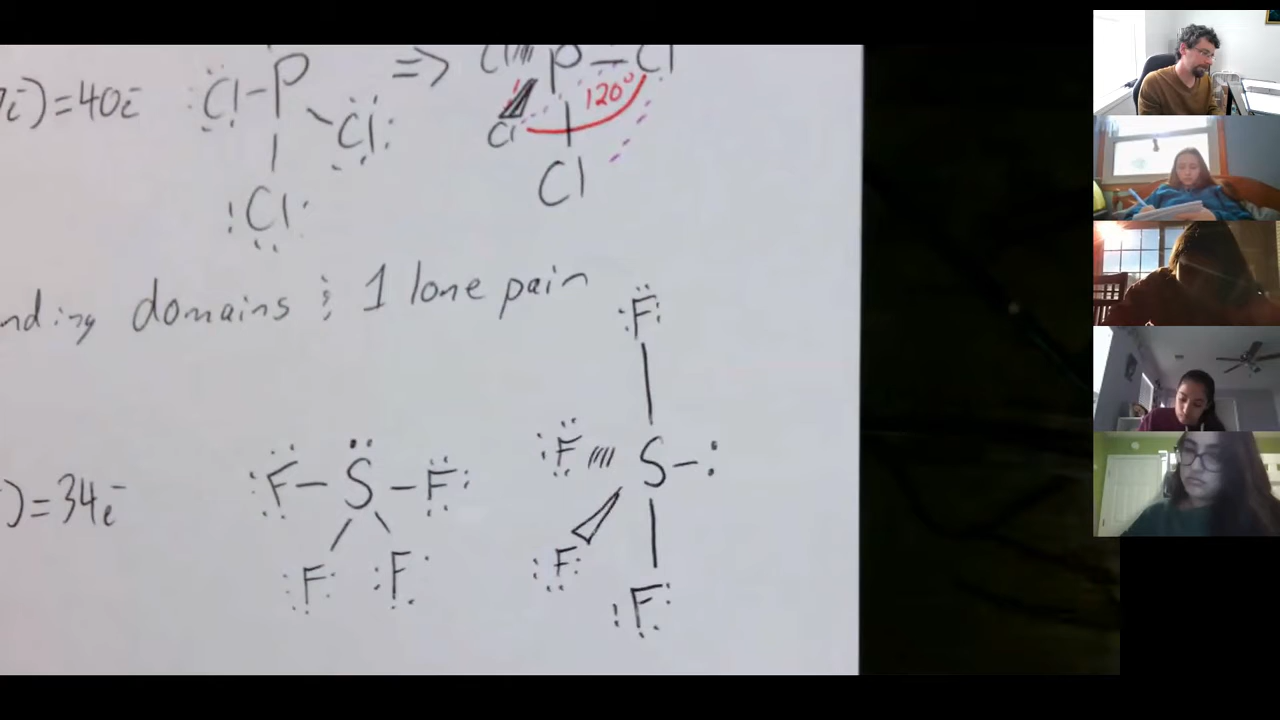 Cl P Cl
e⁻) = 40e⁻ Cl P Cl => Cl 120°
Cl Cl
nding domains & 1 lone pair
F
) = 34e⁻ F S F F S
F F F F